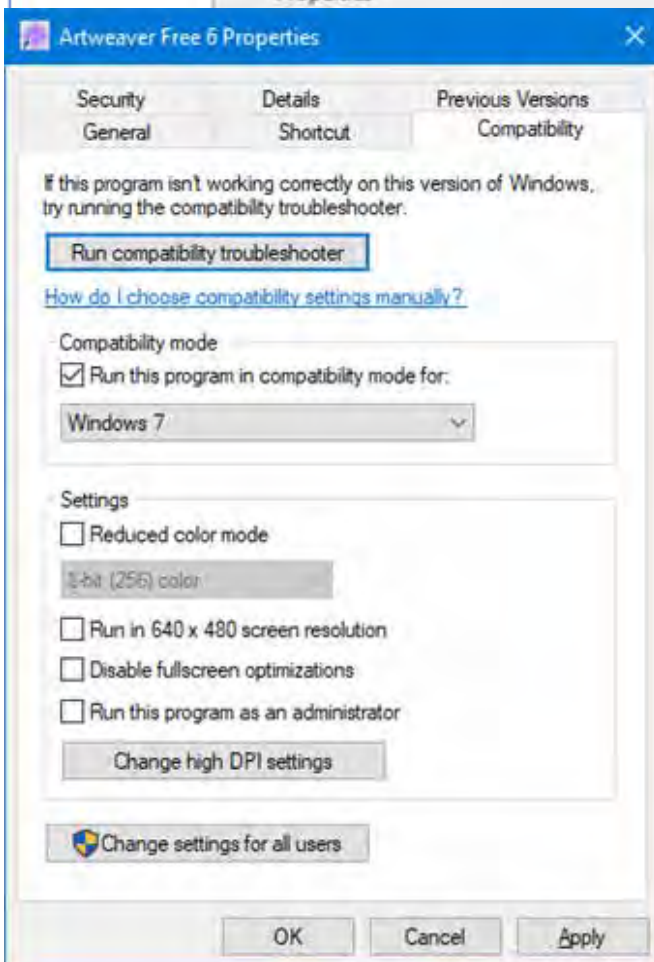 Artweaver Free 6 Properties
Security Details Previous Versions
General Shortcut Compatibility
If this program isn't working correctly on this version of Windows,
try running the compatibility troubleshooter.
Run compatibility troubleshooter
How do I choose compatibility settings manually?
Compatibility mode
Run this program in compatibility mode for:
Windows 7
Settings
Reduced color mode
8-bit (256) color
Run in 640 x 480 screen resolution
Disable fullscreen optimizations
Run this program as an administrator
Change high DPI settings
Change settings for all users
OK Cancel Apply